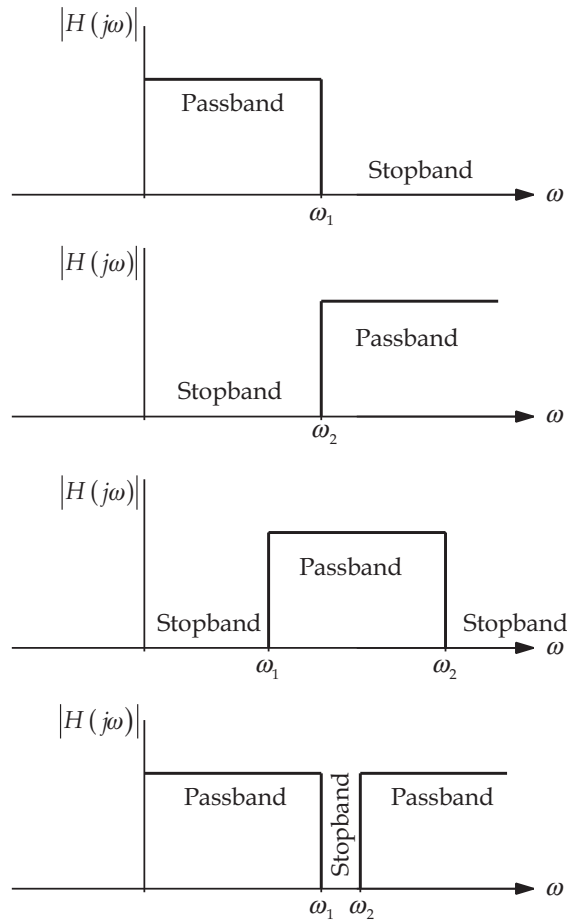 |H(jω)|
Passband
Stopband
ω
ω₁
|H(jω)|
Passband
Stopband
ω
ω₂
|H(jω)|
Passband
Stopband Stopband
ω₁ ω₂ ω
|H(jω)|
Passband Stopband Passband
ω₁ ω₂ ω